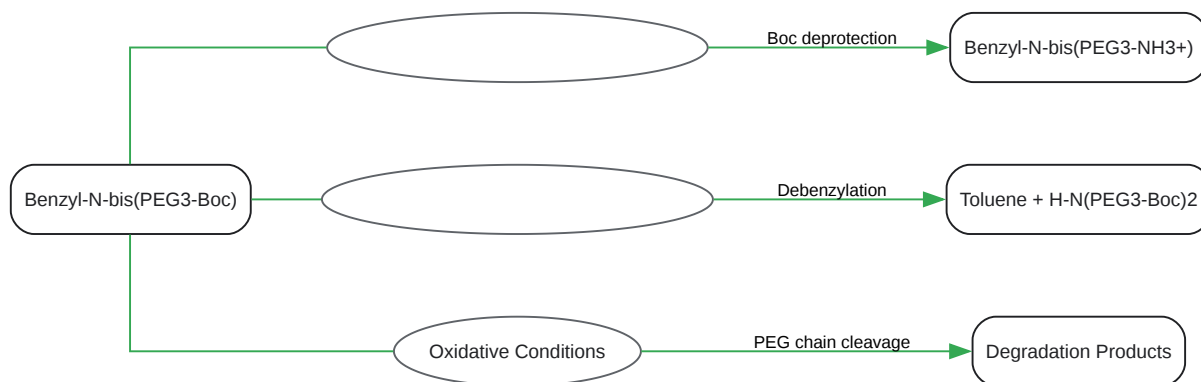 Boc deprotection
Benzyl-N-bis(PEG3-NH3+)
Benzyl-N-bis(PEG3-Boc)
Debenzylation
Toluene + H-N(PEG3-Boc)2
Oxidative Conditions
PEG chain cleavage
Degradation Products